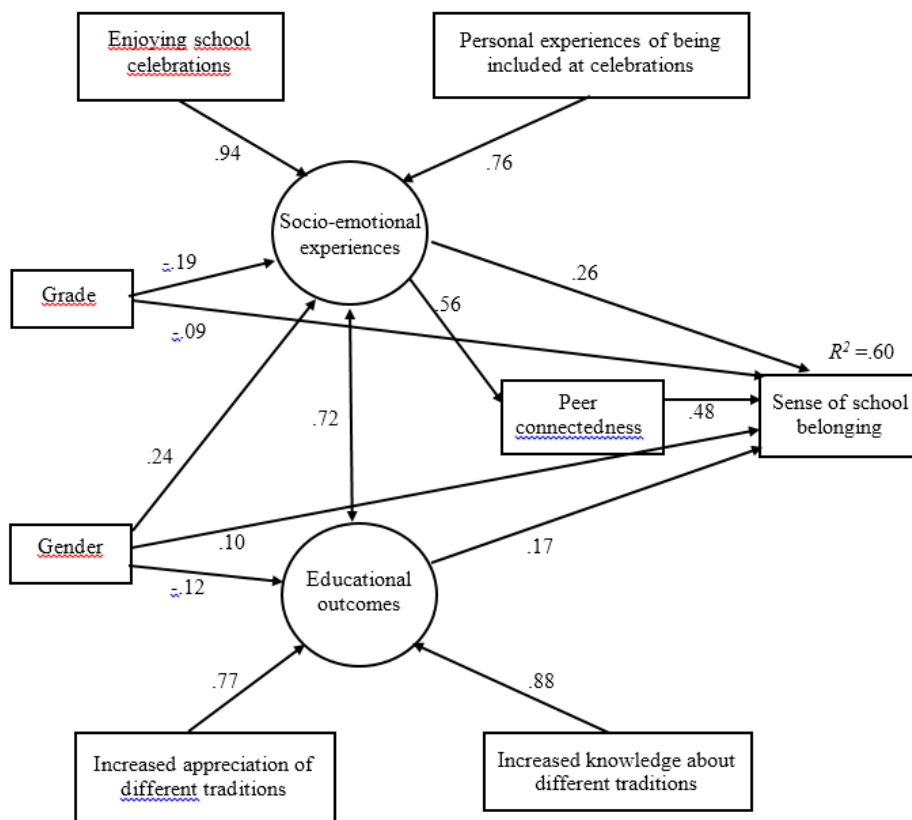 Enjoying school
celebrations
Personal experiences of being
included at celebrations
.94
.76
Socio-emotional
experiences
-.19
.26
Grade
.56
-.09
R² =.60
Peer
connectedness
.48
Sense of school
belonging
.72
.24
Gender
.10
.17
-.12
Educational
outcomes
.77
.88
Increased appreciation of
different traditions
Increased knowledge about
different traditions